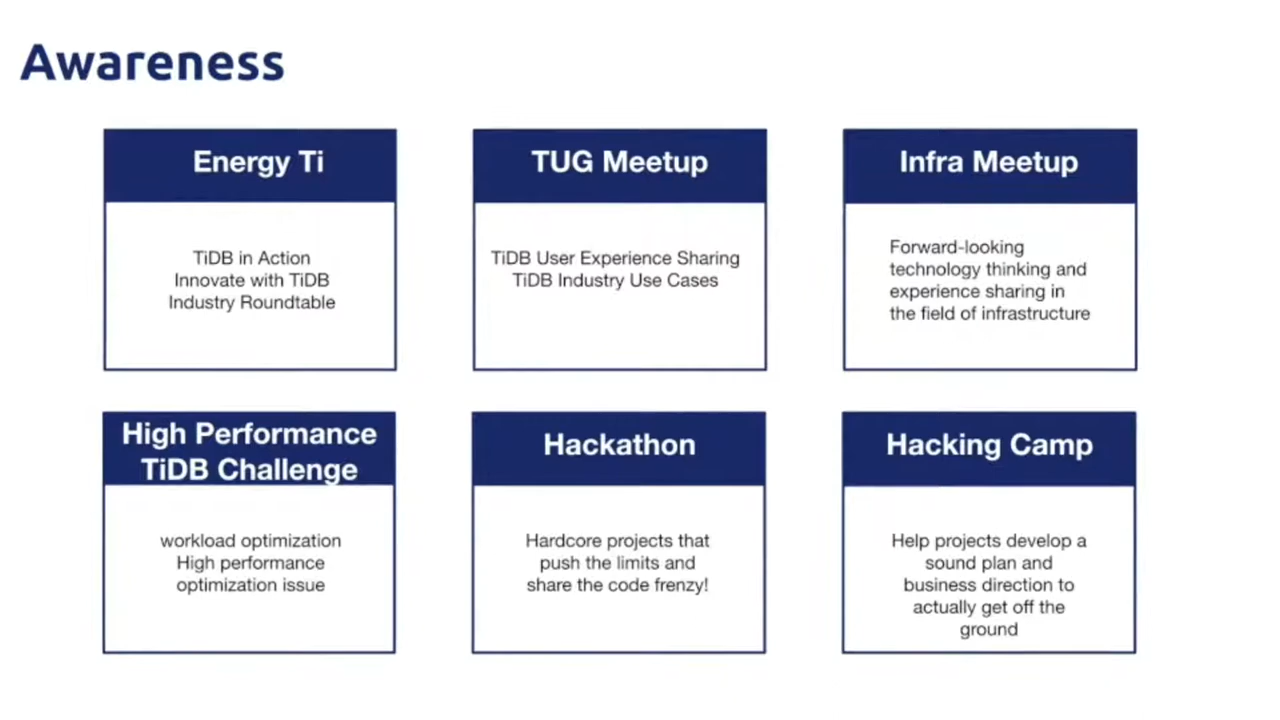 Awareness
Energy Ti
TiDB in Action
Innovate with TiDB
Industry Roundtable
TUG Meetup
TiDB User Experience Sharing
TiDB Industry Use Cases
Infra Meetup
Forward-looking
technology thinking and
experience sharing in
the field of infrastructure
High Performance
TiDB Challenge
workload optimization
High performance
optimization issue
Hackathon
Hardcore projects that
push the limits and
share the code frenzy!
Hacking Camp
Help projects develop a
sound plan and
business direction to
actually get off the
ground